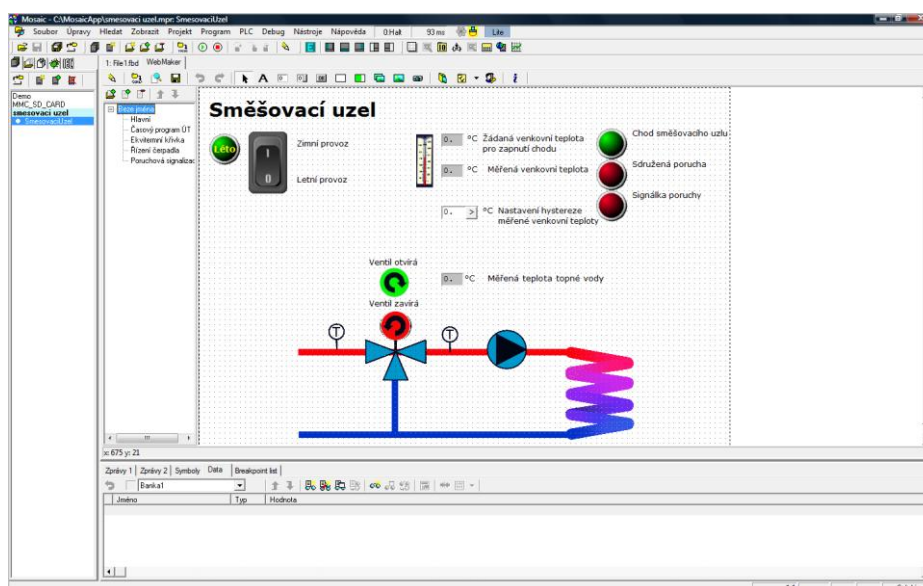 Mosaic - C:\MosaicApp\smesovaci uzel.mpr: SmesovaciUzel
Soubor Úpravy Hledat Zobrazit Projekt Program PLC Debug Nástroje Nápověda 0:Halt 93 ms Lite
1: File1.fbd WebMaker
Demo
MMC_SD_CARD
smesovaci uzel
SmesovaciUzel
Beze jména
Hlavní
Časový program ÚT
Ekvitermní křivka
Řízení čerpadla
Poruchová signalizac
Směšovací uzel
Léto
Zimní provoz
Letní provoz
0. °C Žádaná venkovní teplota
pro zapnutí chodu
0. °C Měřená venkovní teplota
0. > °C Nastavení hystereze
měřené venkovní teploty
Chod směšovacího uzlu
Sdružená porucha
Signálka poruchy
Ventil otvírá
0. °C Měřená teplota topné vody
Ventil zavírá
T
T
x: 675 y: 21
Zprávy 1 Zprávy 2 Symboly Data Breakpoint list
Banka1
Jméno Typ Hodnota